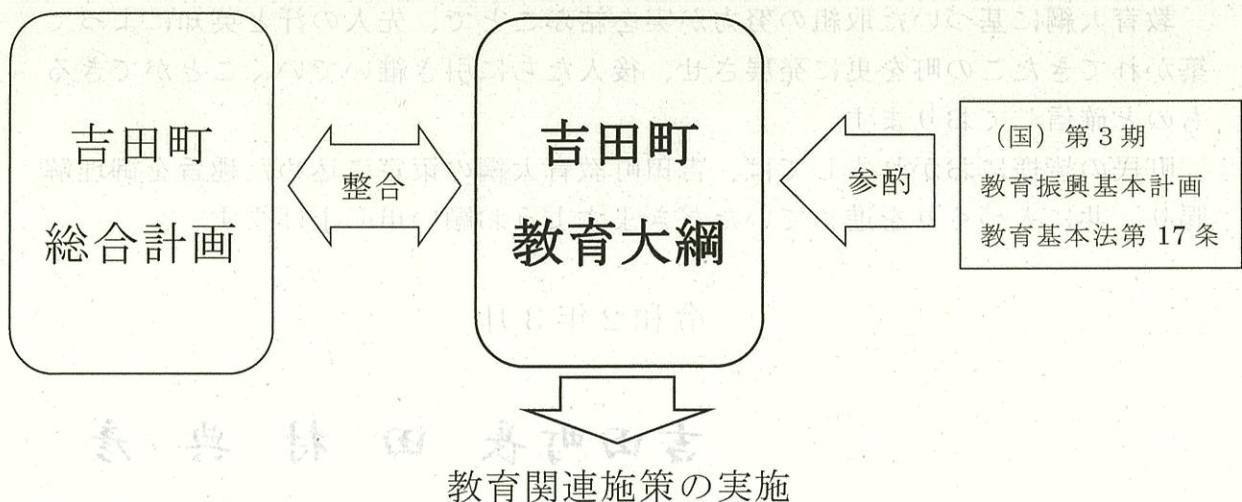 吉田町
総合計画
整合
吉田町
教育大綱
参酌
(国)第3期
教育振興基本計画
教育基本法第17条
教育関連施策の実施